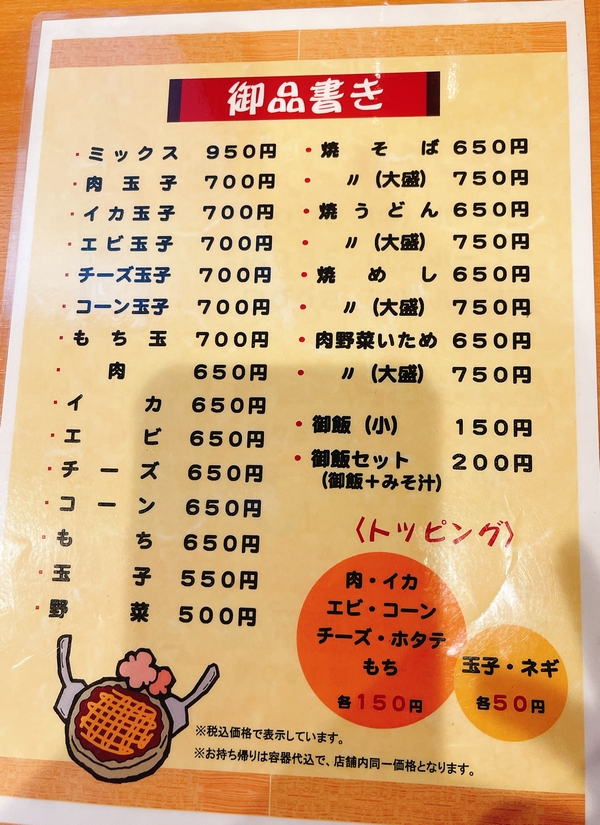 御品書き
・ミックス 950円
・肉玉子 700円
・イカ玉子 700円
・エビ玉子 700円
・チーズ玉子 700円
・コーン玉子 700円
・もち玉 700円
・肉 650円
・イカ 650円
・エビ 650円
・チーズ 650円
・コーン 650円
・もち 650円
・玉子 550円
・野菜 500円
・焼そば 650円
・〃(大盛) 750円
・焼うどん 650円
・〃(大盛) 750円
・焼めし 650円
・〃(大盛) 750円
・肉野菜いため 650円
・〃(大盛) 750円
・御飯(小) 150円
・御飯セット 200円
(御飯+みそ汁)
〈トッピング〉
肉・イカ
エビ・コーン
チーズ・ホタテ
もち
各150円
玉子・ネギ
各50円
※税込価格で表示しています。
※お持ち帰りは容器代込で、店舗内同一価格となります。